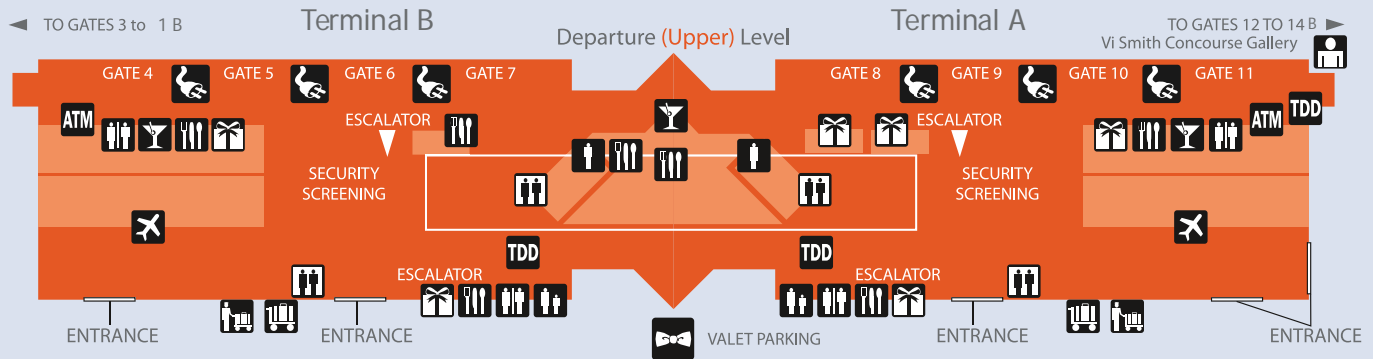 Terminal B
Terminal A
TO GATES 3 to 1 B
TO GATES 12 TO 14 B
Departure (Upper) Level
Vi Smith Concourse Gallery
GATE 4
GATE 5
GATE 6
GATE 7
GATE 8
GATE 9
GATE 10
GATE 11
ATM
ESCALATOR
ESCALATOR
ATM
TDD
SECURITY
SCREENING
SECURITY
SCREENING
TDD
TDD
ESCALATOR
ESCALATOR
ENTRANCE
ENTRANCE
VALET PARKING
ENTRANCE
ENTRANCE